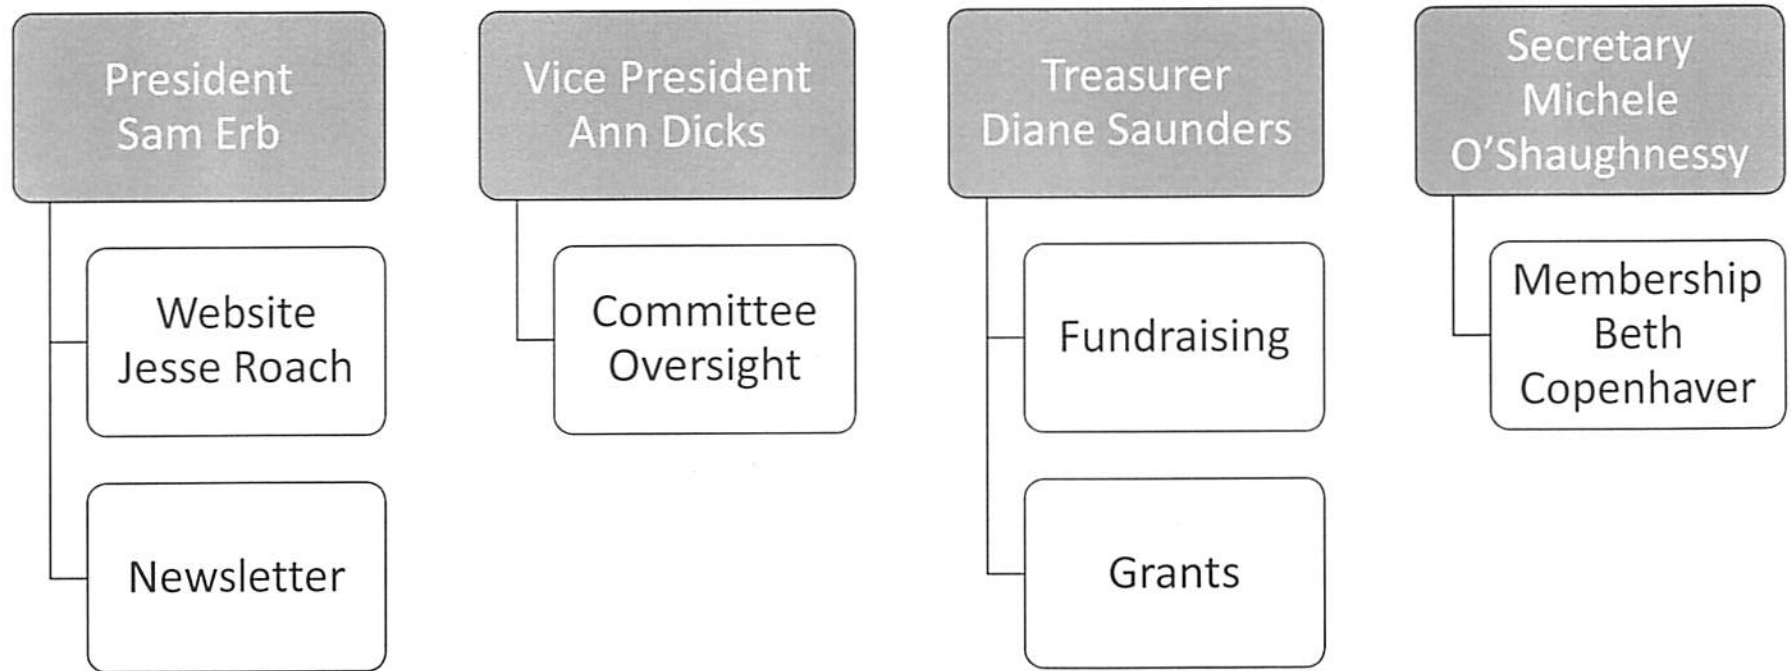 President
Sam Erb
Website
Jesse Roach
Newsletter
Vice President
Ann Dicks
Committee
Oversight
Treasurer
Diane Saunders
Fundraising
Grants
Secretary
Michele
O'Shaughnessy
Membership
Beth
Copenhaver